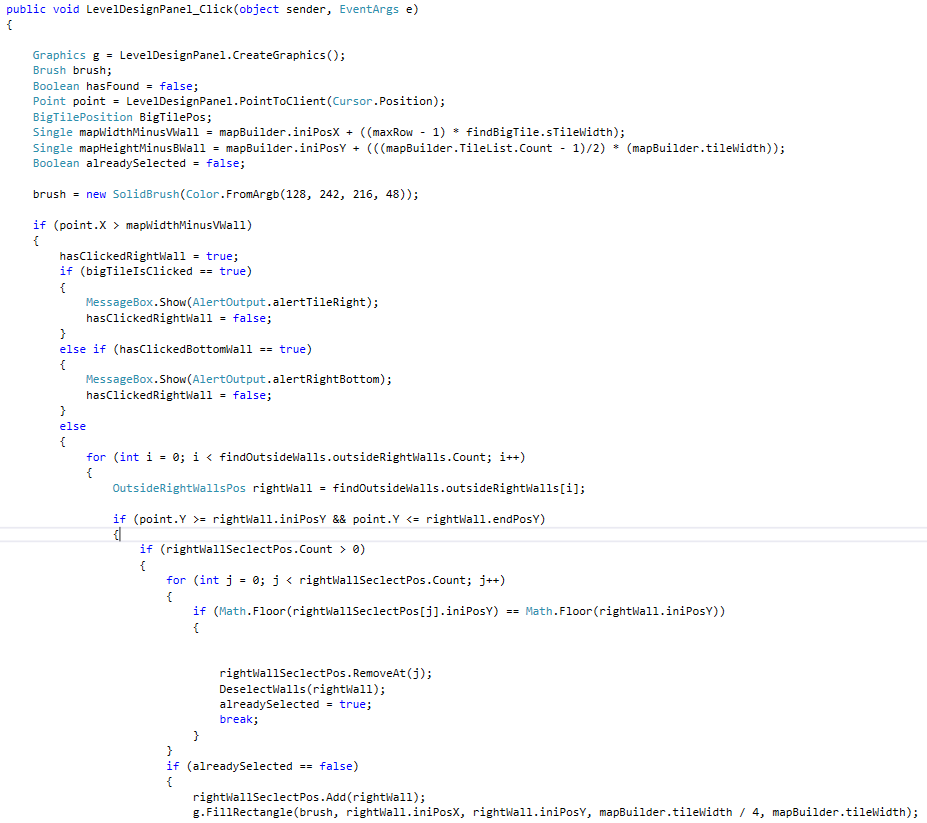 public void LevelDesignPanel_Click(object sender, EventArgs e)
{
Graphics g = LevelDesignPanel.CreateGraphics();
Brush brush;
Boolean hasFound = false;
Point point = LevelDesignPanel.PointToClient(Cursor.Position);
BigTilePosition BigTilePos;
Single mapWidthMinusVWall = mapBuilder.iniPosX + ((maxRow - 1) * findBigTile.sTileWidth);
Single mapHeightMinusBWall = mapBuilder.iniPosY + (((mapBuilder.TileList.Count - 1)/2) * (mapBuilder.tileWidth));
Boolean alreadySelected = false;
brush = new SolidBrush(Color.FromArgb(128, 242, 216, 48));
if (point.X > mapWidthMinusVWall)
{
hasClickedRightWall = true;
if (bigTileIsClicked == true)
{
MessageBox.Show(AlertOutput.alertTileRight);
hasClickedRightWall = false;
}
else if (hasClickedBottomWall == true)
{
MessageBox.Show(AlertOutput.alertRightBottom);
hasClickedRightWall = false;
}
else
{
for (int i = 0; i < findOutsideWalls.outsideRightWalls.Count; i++)
{
OutsideRightWallsPos rightWall = findOutsideWalls.outsideRightWalls[i];
if (point.Y >= rightWall.iniPosY && point.Y <= rightWall.endPosY)
{
if (rightWallSeclectPos.Count > 0)
{
for (int j = 0; j < rightWallSeclectPos.Count; j++)
{
if (Math.Floor(rightWallSeclectPos[j].iniPosY) == Math.Floor(rightWall.iniPosY))
{
rightWallSeclectPos.RemoveAt(j);
DeselectWalls(rightWall);
alreadySelected = true;
break;
}
}
if (alreadySelected == false)
{
rightWallSeclectPos.Add(rightWall);
g.FillRectangle(brush, rightWall.iniPosX, rightWall.iniPosY, mapBuilder.tileWidth / 4, mapBuilder.tileWidth);